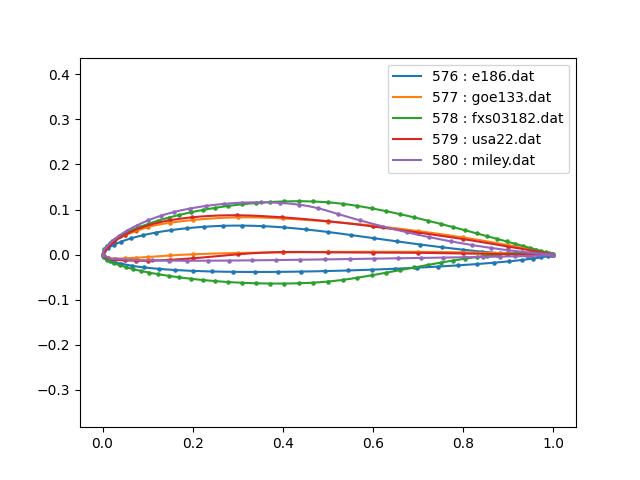 576 : e186.dat
577 : goe133.dat
578 : fxs03182.dat
579 : usa22.dat
580 : miley.dat
0.4
0.3
0.2
0.1
0.0
−0.1
−0.2
−0.3
0.0 0.2 0.4 0.6 0.8 1.0